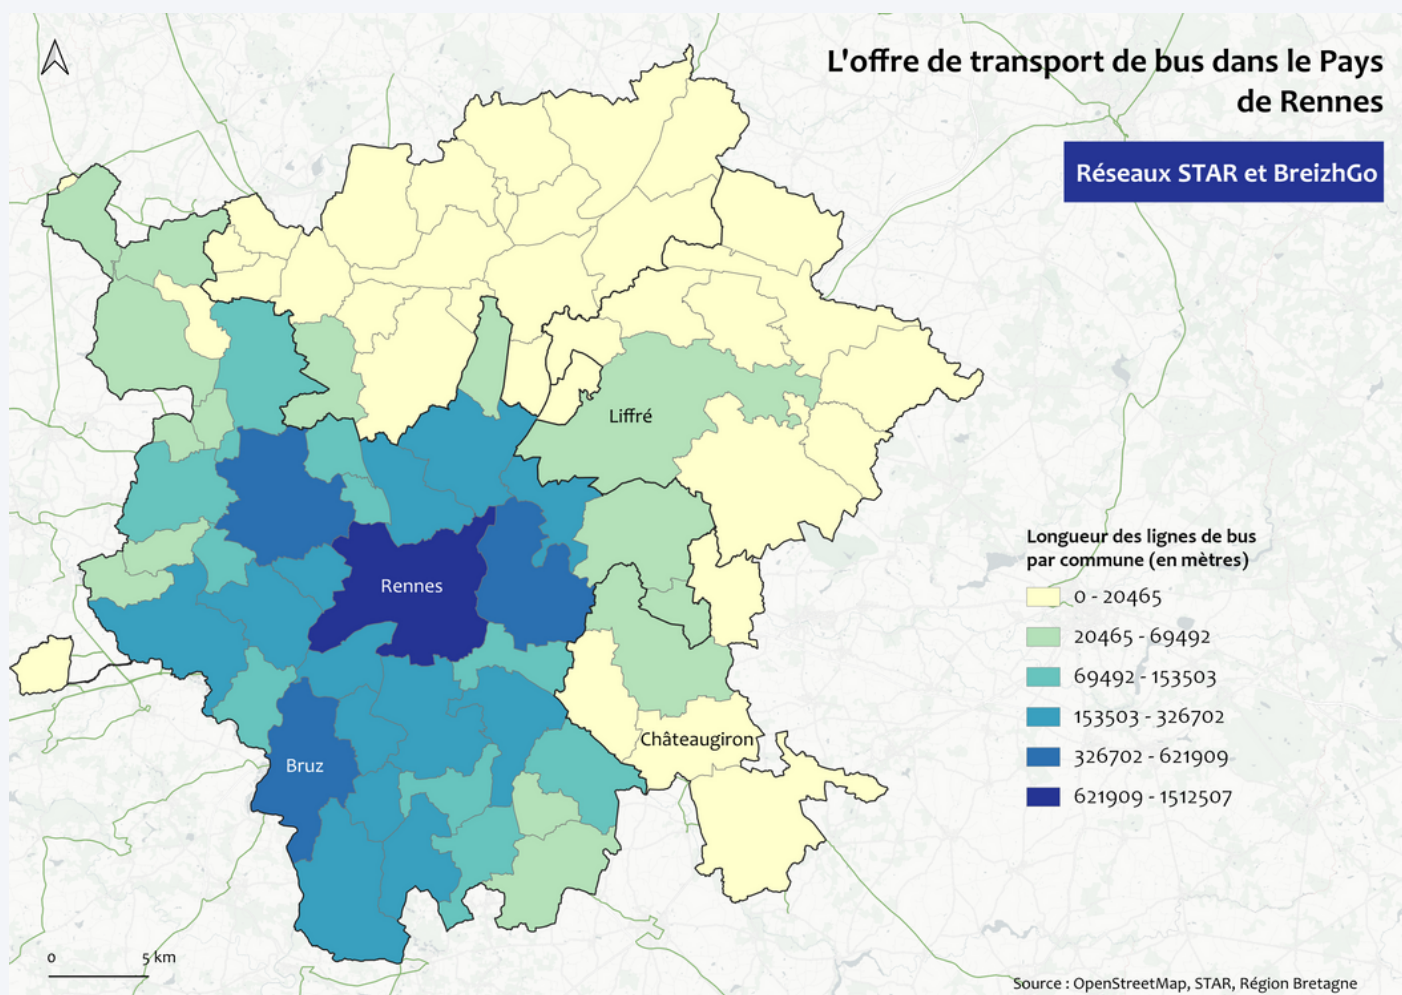 L'offre de transport de bus dans le Pays
de Rennes
Réseaux STAR et BreizhGo
Liffré
Rennes
Châteaugiron
Bruz
Longueur des lignes de bus
par commune (en mètres)
0 - 20465
20465 - 69492
69492 - 153503
153503 - 326702
326702 - 621909
621909 - 1512507
0 5 km
Source : OpenStreetMap, STAR, Région Bretagne